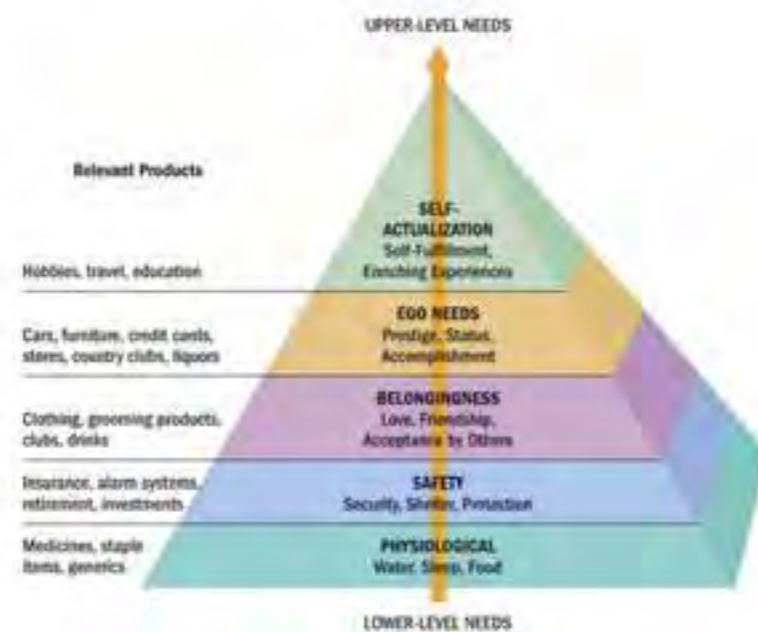 UPPER-LEVEL NEEDS
Relevant Products
SELF-
ACTUALIZATION
Self-Fulfillment,
Enriching Experiences
Hobbies, travel, education
EGO NEEDS
Prestige, Status,
Accomplishment
Cars, furniture, credit cards,
stores, country clubs, liquors
BELONGINGNESS
Love, Friendship,
Acceptance by Others
Clothing, grooming products,
clubs, drinks
SAFETY
Security, Shelter, Protection
Insurance, alarm systems,
retirement, investments
PHYSIOLOGICAL
Water, Sleep, Food
Medicines, staple
items, generics
LOWER-LEVEL NEEDS